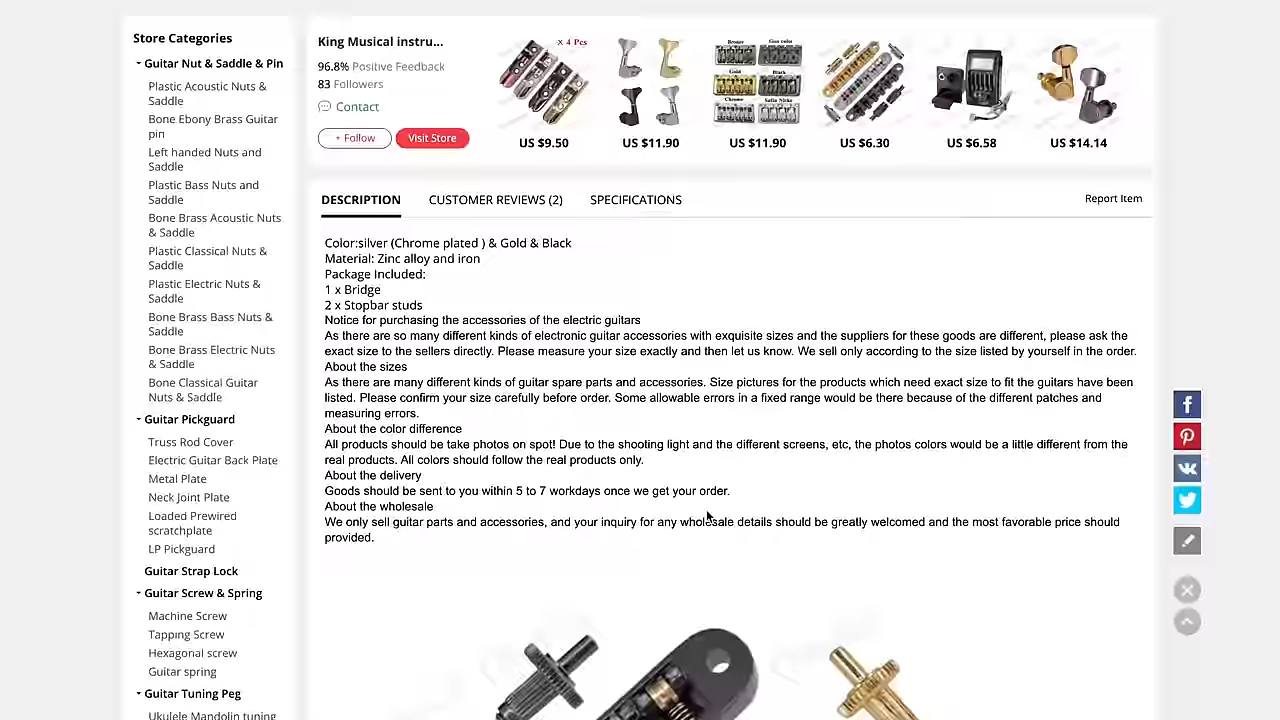 Store Categories
Guitar Nut & Saddle & Pin
Plastic Acoustic Nuts &
Saddle
Bone Ebony Brass Guitar
pin
Left handed Nuts and
Saddle
Plastic Bass Nuts and
Saddle
Bone Brass Acoustic Nuts
& Saddle
Plastic Classical Nuts &
Saddle
Plastic Electric Nuts &
Saddle
Bone Brass Bass Nuts &
Saddle
Bone Brass Electric Nuts
& Saddle
Bone Classical Guitar
Nuts & Saddle
Guitar Pickguard
Truss Rod Cover
Electric Guitar Back Plate
Metal Plate
Neck Joint Plate
Loaded Prewired
scratchplate
LP Pickguard
Guitar Strap Lock
Guitar Screw & Spring
Machine Screw
Tapping Screw
Hexagonal screw
Guitar spring
Guitar Tuning Peg
Ukulele Mandolin tuning
King Musical instru...
96.8% Positive Feedback
83 Followers
Contact
+ Follow
Visit Store
X 4 Pcs
US $9.50
US $11.90
Bronze
Gun color
Gold
Black
Chrome
Satin Nickel
US $11.90
US $6.30
US $6.58
US $14.14
DESCRIPTION
CUSTOMER REVIEWS (2)
SPECIFICATIONS
Report Item
Color:silver (Chrome plated ) & Gold & Black
Material: Zinc alloy and iron
Package Included:
1 x Bridge
2 x Stopbar studs
Notice for purchasing the accessories of the electric guitars
As there are so many different kinds of electronic guitar accessories with exquisite sizes and the suppliers for these goods are different, please ask the
exact size to the sellers directly. Please measure your size exactly and then let us know. We sell only according to the size listed by yourself in the order.
About the sizes
As there are many different kinds of guitar spare parts and accessories. Size pictures for the products which need exact size to fit the guitars have been
listed. Please confirm your size carefully before order. Some allowable errors in a fixed range would be there because of the different patches and
measuring errors.
About the color difference
All products should be take photos on spot! Due to the shooting light and the different screens, etc, the photos colors would be a little different from the
real products. All colors should follow the real products only.
About the delivery
Goods should be sent to you within 5 to 7 workdays once we get your order.
About the wholesale
We only sell guitar parts and accessories, and your inquiry for any wholesale details should be greatly welcomed and the most favorable price should
provided.